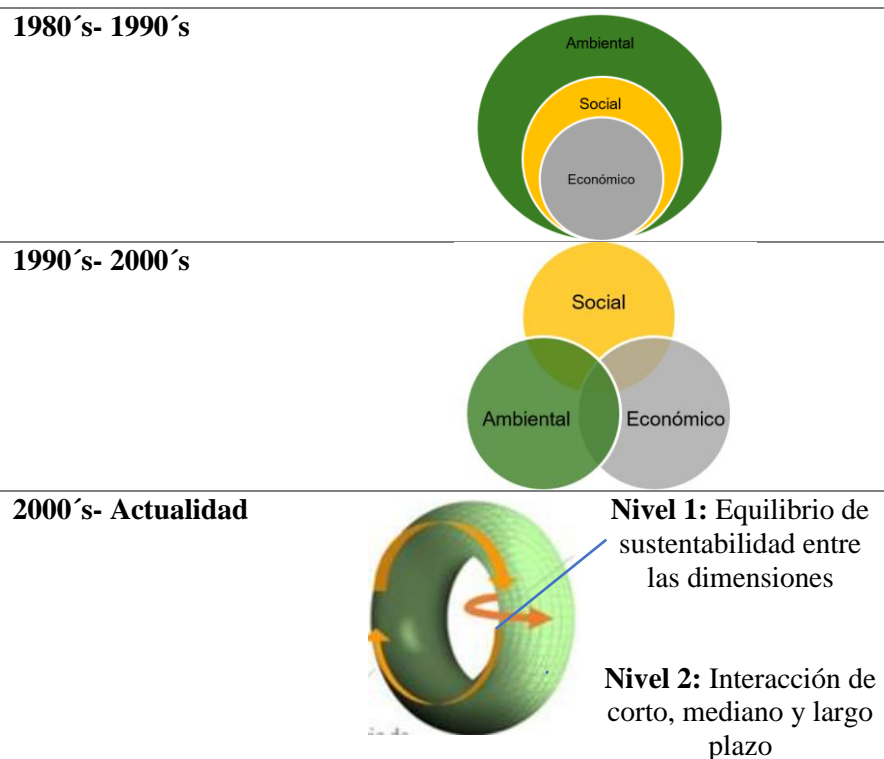 1980´s- 1990´s
Ambiental
Social
Económico
1990´s- 2000´s
Social
Ambiental
Económico
2000´s- Actualidad
Nivel 1: Equilibrio de
sustentabilidad entre
las dimensiones
Nivel 2: Interacción de
corto, mediano y largo
plazo